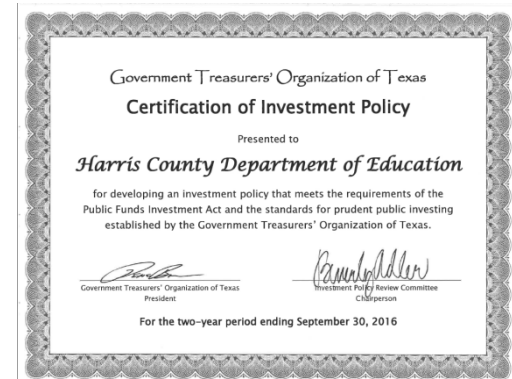 Government Treasurers' Organization of Texas
Certification of Investment Policy
Presented to
Harris County Department of Education
for developing an investment policy that meets the requirements of the
Public Funds Investment Act and the standards for prudent public investing
established by the Government Treasurers' Organization of Texas.
Beverly Adler
Government Treasurers' Organization of Texas
President
Investment Policy Review Committee
Chairperson
For the two-year period ending September 30, 2016